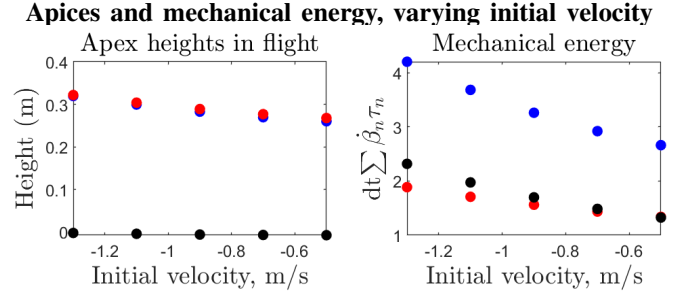 Apices and mechanical energy, varying initial velocity
Apex heights in flight
Height (m)
0.4
0.3
0.2
0.1
0
-1.2 -1 -0.8 -0.6
Initial velocity, m/s
Mechanical energy
dt∑ β̇ₙτₙ
4
3
2
1
-1.2 -1 -0.8 -0.6
Initial velocity, m/s